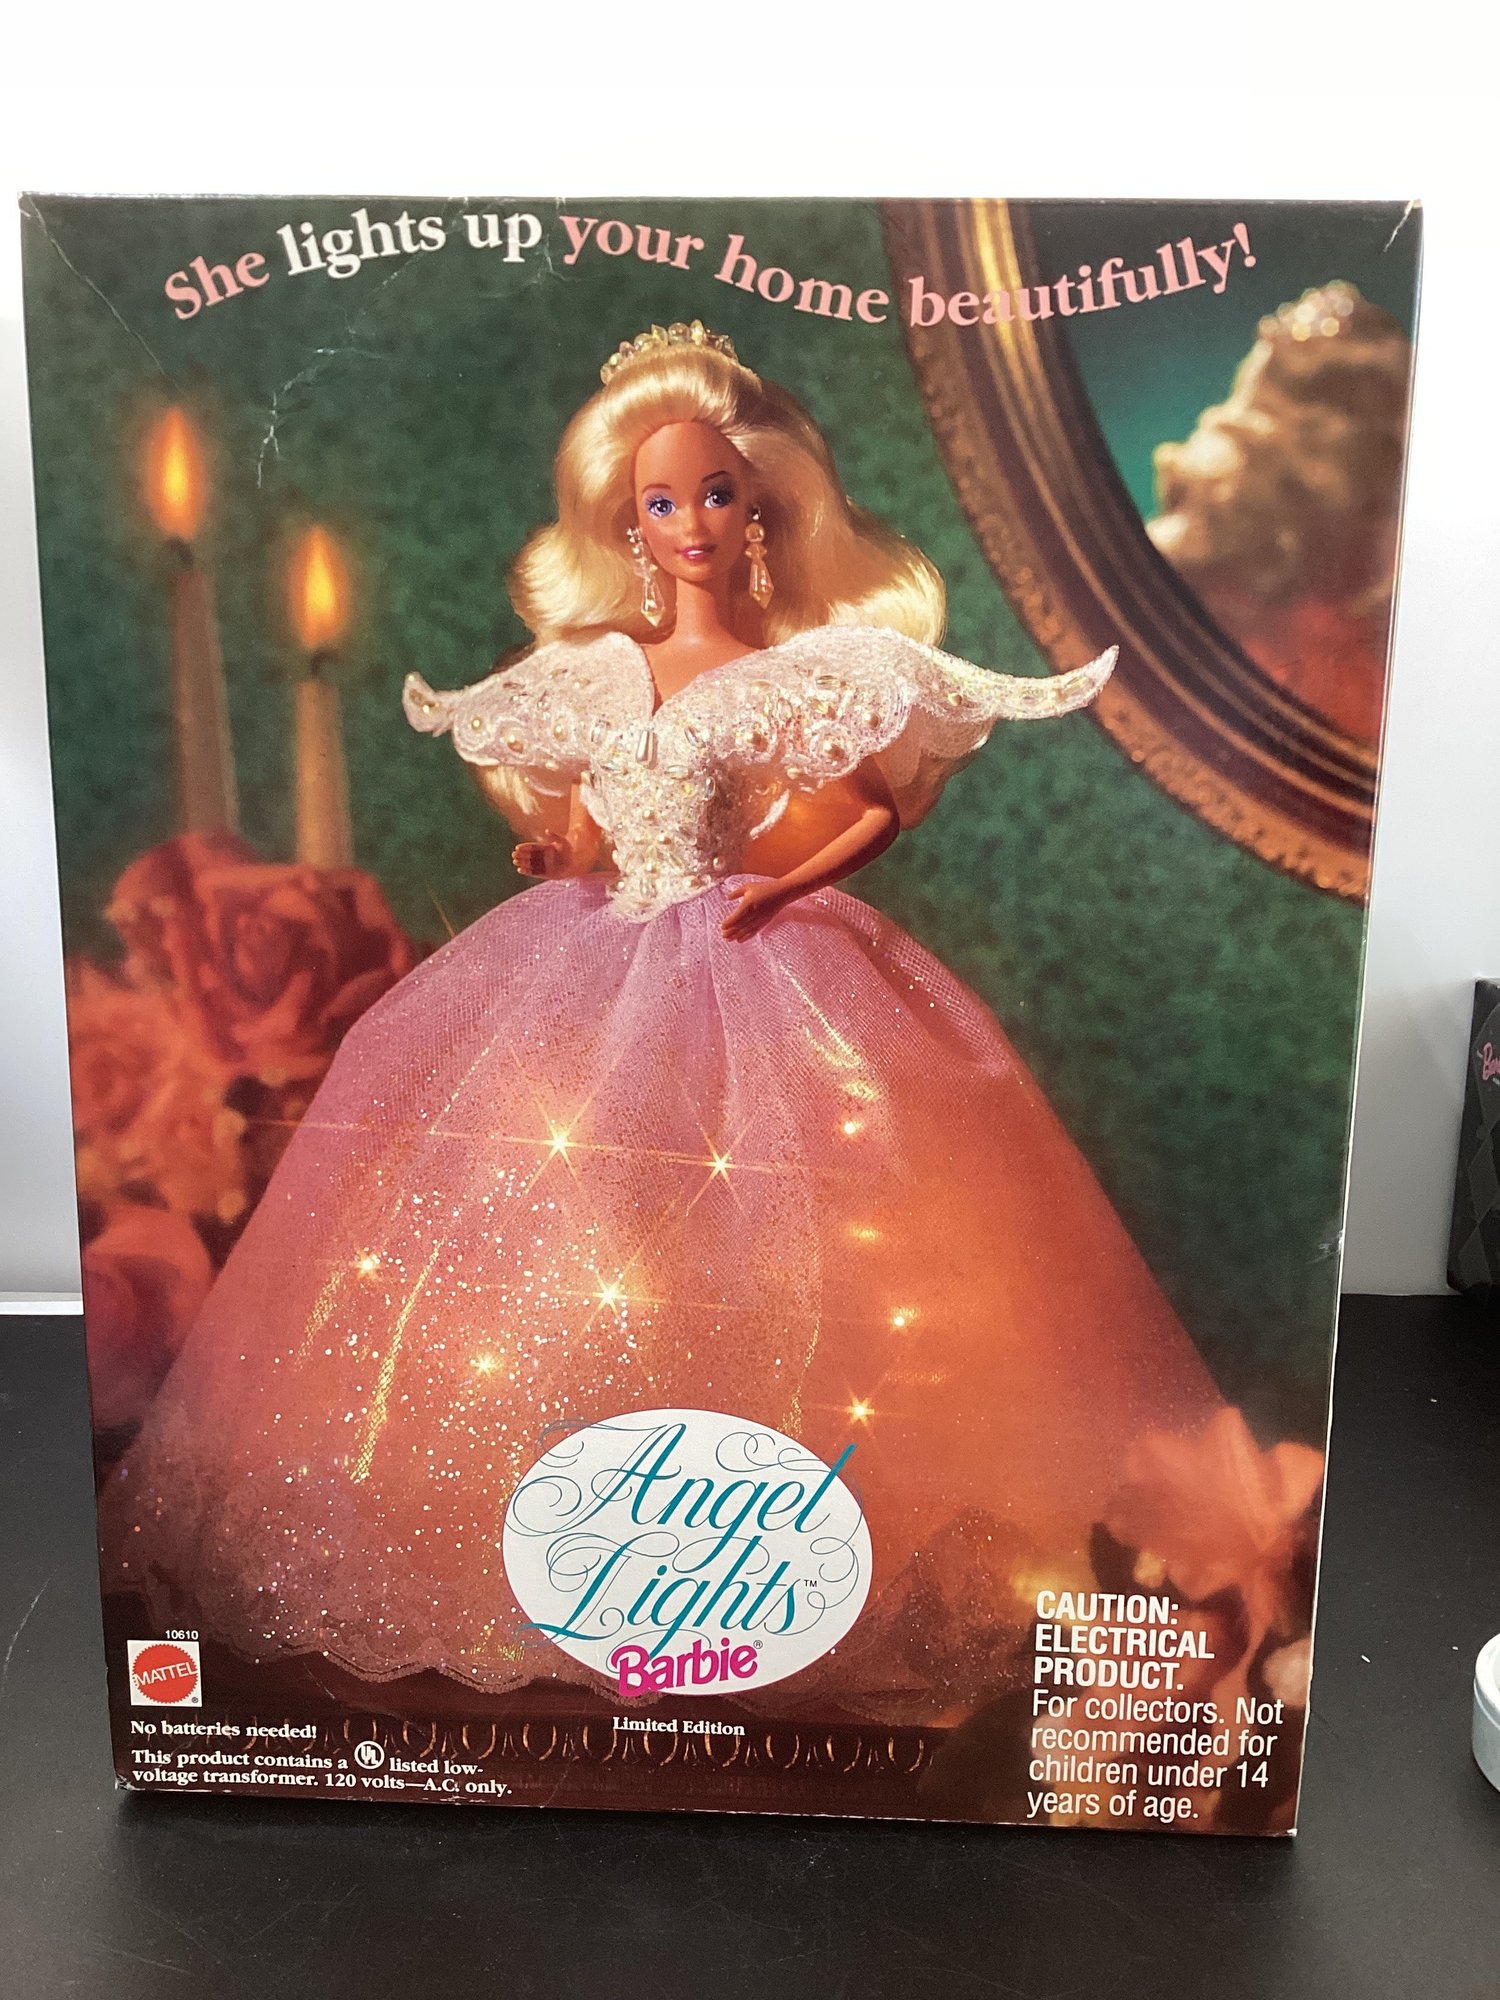 She lights up your home beautifully!
Angel
Lights™
Barbie®
Limited Edition
10610
MATTEL
®
No batteries needed!
This product contains a UL listed low-
voltage transformer. 120 volts—A.C. only.
CAUTION:
ELECTRICAL
PRODUCT.
For collectors. Not
recommended for
children under 14
years of age.